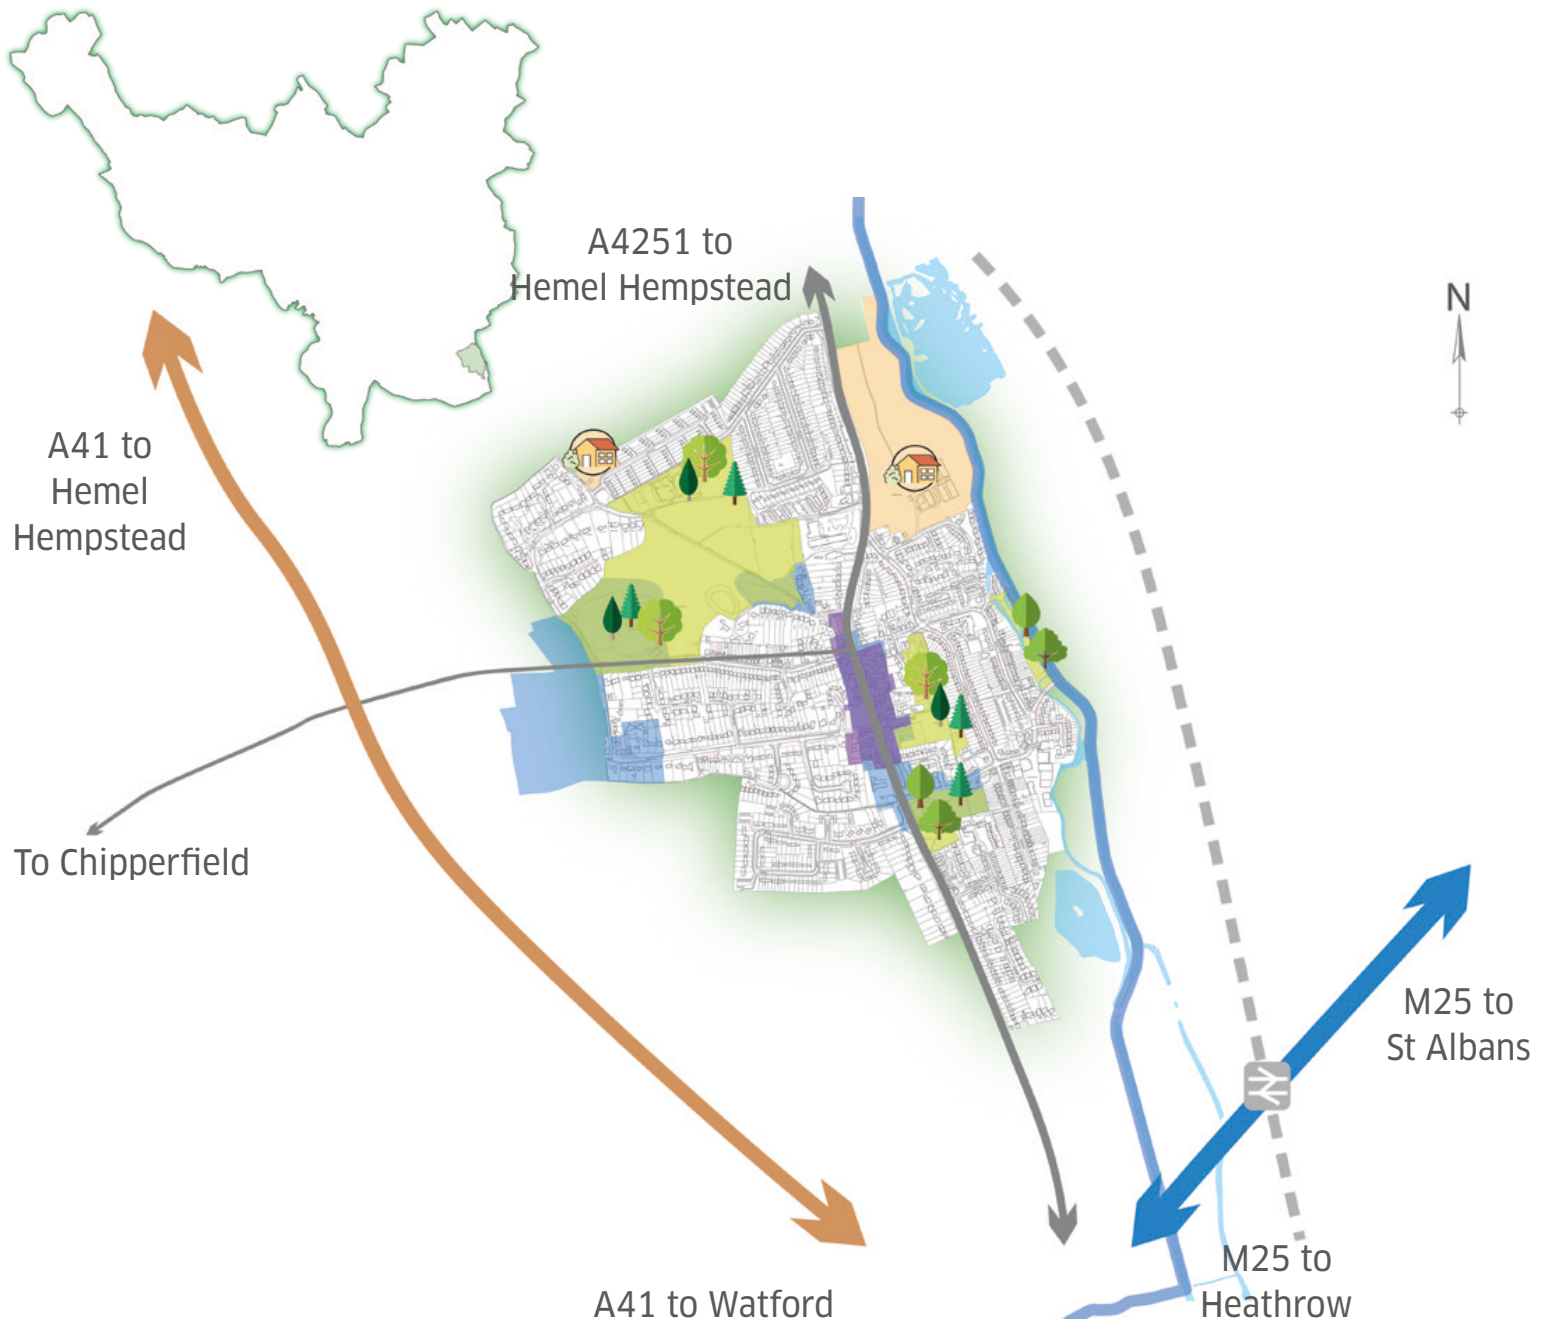 A4251 to
Hemel Hempstead
N
A41 to
Hemel
Hempstead
To Chipperfield
M25 to
St Albans
M25 to
Heathrow
A41 to Watford